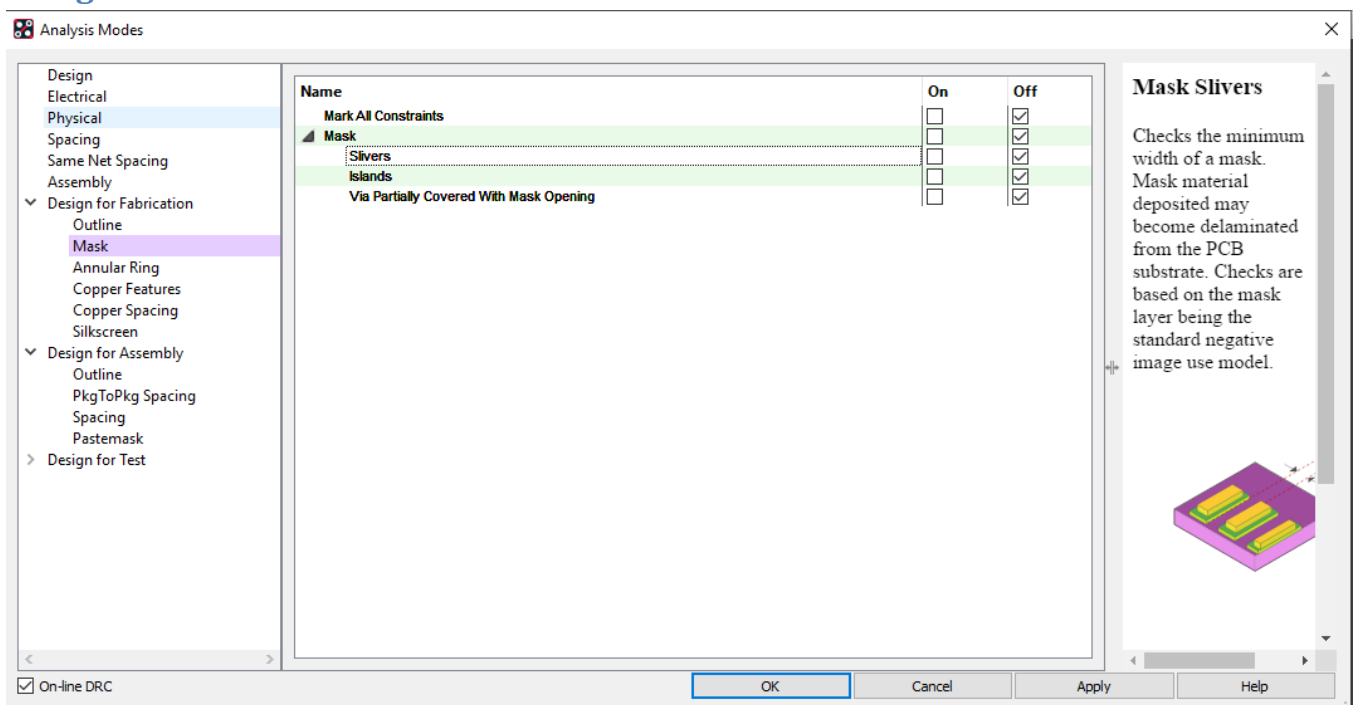 Analysis Modes
Design
Electrical
Physical
Spacing
Same Net Spacing
Assembly
Design for Fabrication
Outline
Mask
Annular Ring
Copper Features
Copper Spacing
Silkscreen
Design for Assembly
Outline
PkgToPkg Spacing
Spacing
Pastemask
Design for Test
Name On Off
Mark All Constraints
Mask
Slivers
Islands
Via Partially Covered With Mask Opening
Mask Slivers
Checks the minimum
width of a mask.
Mask material
deposited may
become delaminated
from the PCB
substrate. Checks are
based on the mask
layer being the
standard negative
image use model.
On-line DRC
OK Cancel Apply Help